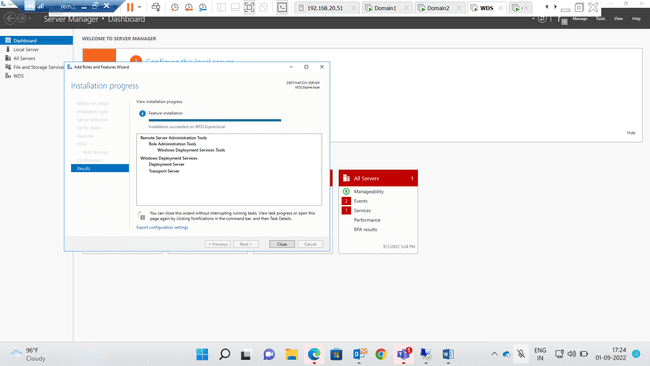 rem...
192.168.20.51
Domain1
Domain2
WDS
Server Manager • Dashboard
Manage
Tools
View
Help
Dashboard
Local Server
All Servers
File and Storage Services
WDS
WELCOME TO SERVER MANAGER
Configure this local server
Hide
Add Roles and Features Wizard
Installation progress
DESTINATION SERVER
WDS.Espire.local
Before You Begin
Installation Type
Server Selection
Server Roles
Features
WDS
Role Services
Confirmation
Results
View installation progress
Feature installation
Installation succeeded on WDS.Espire.local.
Remote Server Administration Tools
Role Administration Tools
Windows Deployment Services Tools
Windows Deployment Services
Deployment Server
Transport Server
You can close this wizard without interrupting running tasks. View task progress or open this
page again by clicking Notifications in the command bar, and then Task Details.
Export configuration settings
< Previous
Next >
Close
Cancel
All Servers 1
Manageability
2 Events
1 Services
Performance
BPA results
9/1/2022 5:24 PM
96°F
Cloudy
1
ENG
IN
17:24
01-09-2022